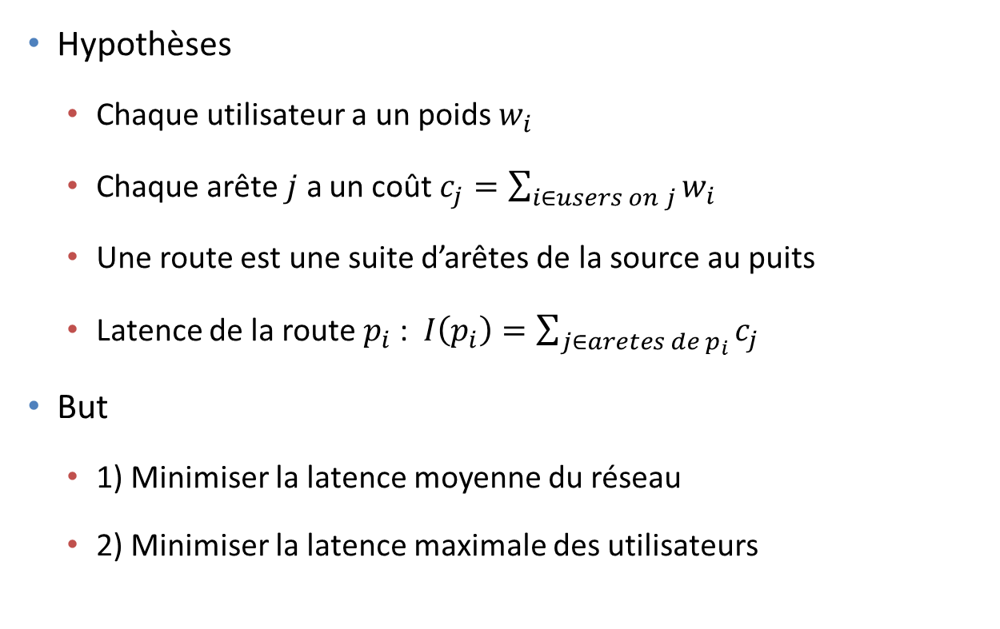 • Hypothèses
• Chaque utilisateur a un poids $w_i$
• Chaque arête $j$ a un coût $c_j = \sum_{i \in users\ on\ j} w_i$
• Une route est une suite d’arêtes de la source au puits
• Latence de la route $p_i$ : $I(p_i) = \sum_{j \in aretes\ de\ p_i} c_j$
• But
• 1) Minimiser la latence moyenne du réseau
• 2) Minimiser la latence maximale des utilisateurs